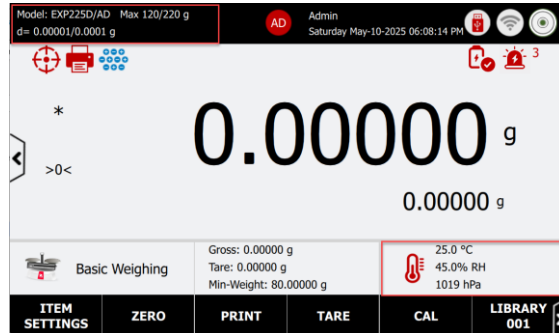 Model: EXP225D/AD Max 120/220 g
d= 0.00001/0.0001 g
AD
Admin
Saturday May-10-2025 06:08:14 PM
3
*
0.00000 g
>0<
0.00000 g
Basic Weighing
Gross: 0.00000 g
Tare: 0.00000 g
Min-Weight: 80.00000 g
25.0 °C
45.0% RH
1019 hPa
ITEM
SETTINGS
ZERO
PRINT
TARE
CAL
LIBRARY
001